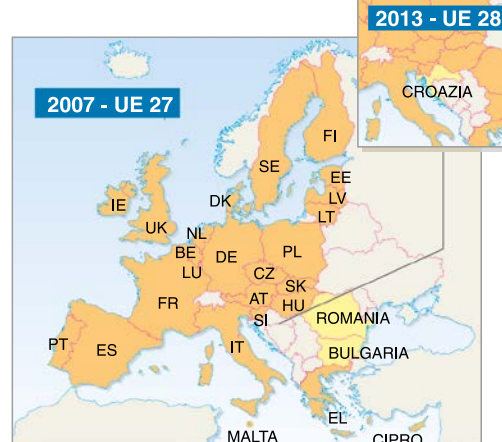 2013 - UE 28
CROAZIA
2007 - UE 27
FI
SE
EE
LV
LT
DK
IE
UK
NL
BE
LU
DE
PL
CZ
SK
AT
HU
SI
FR
ROMANIA
BULGARIA
IT
PT
ES
EL
MALTA
CIPRO